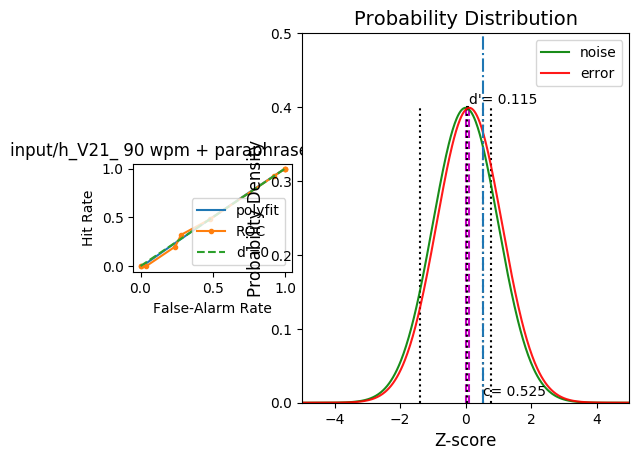 Probability Distribution
input/h_V21_ 90 wpm + paraphrase
Hit Rate
1.0
0.5
0.0
polyfit
d'=0
0.0
0.5
1.0
False-Alarm Rate
Probability Density
0.5
0.4
0.3
0.2
0.1
0.0
noise
error
d'= 0.115
c= 0.525
−4
−2
0
2
4
Z-score